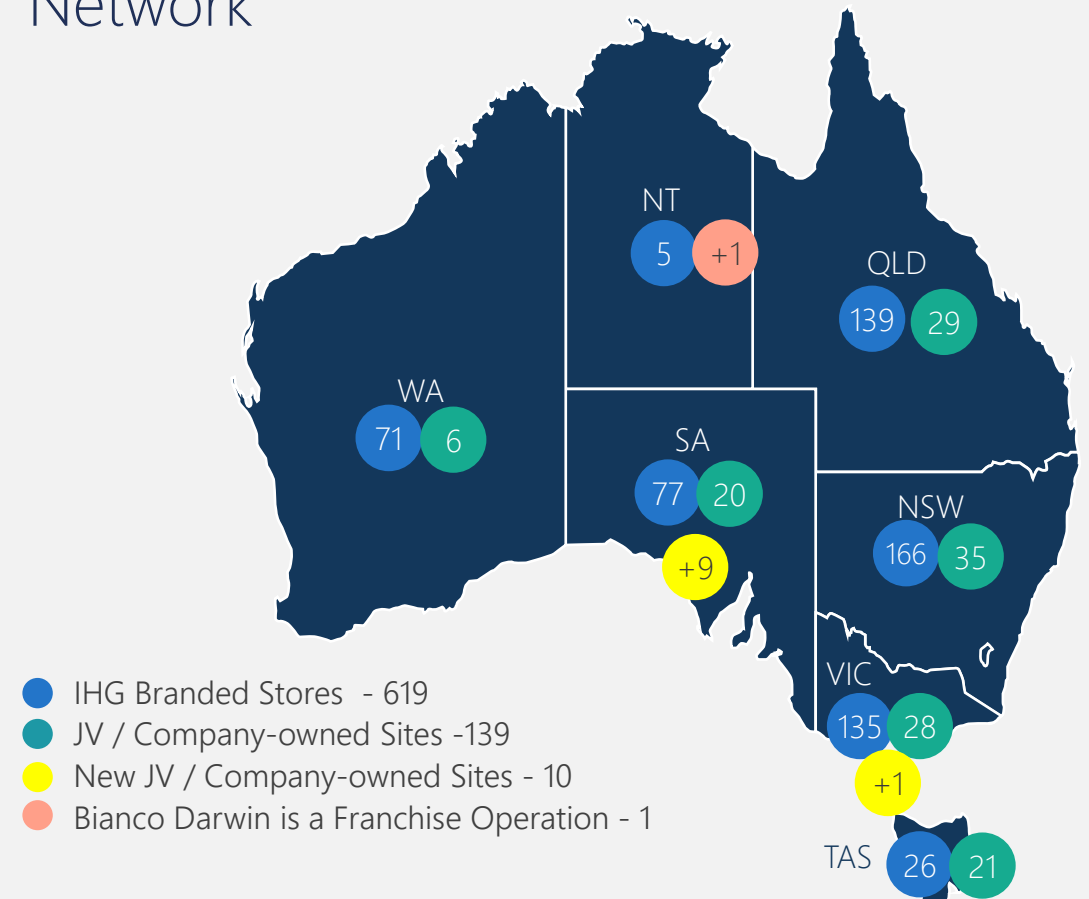 Network
NT
5 +1
QLD
139 29
WA
71 6
SA
77 20
+9
NSW
166 35
VIC
135 28
+1
TAS 26 21
IHG Branded Stores - 619
JV / Company-owned Sites -139
New JV / Company-owned Sites - 10
Bianco Darwin is a Franchise Operation - 1